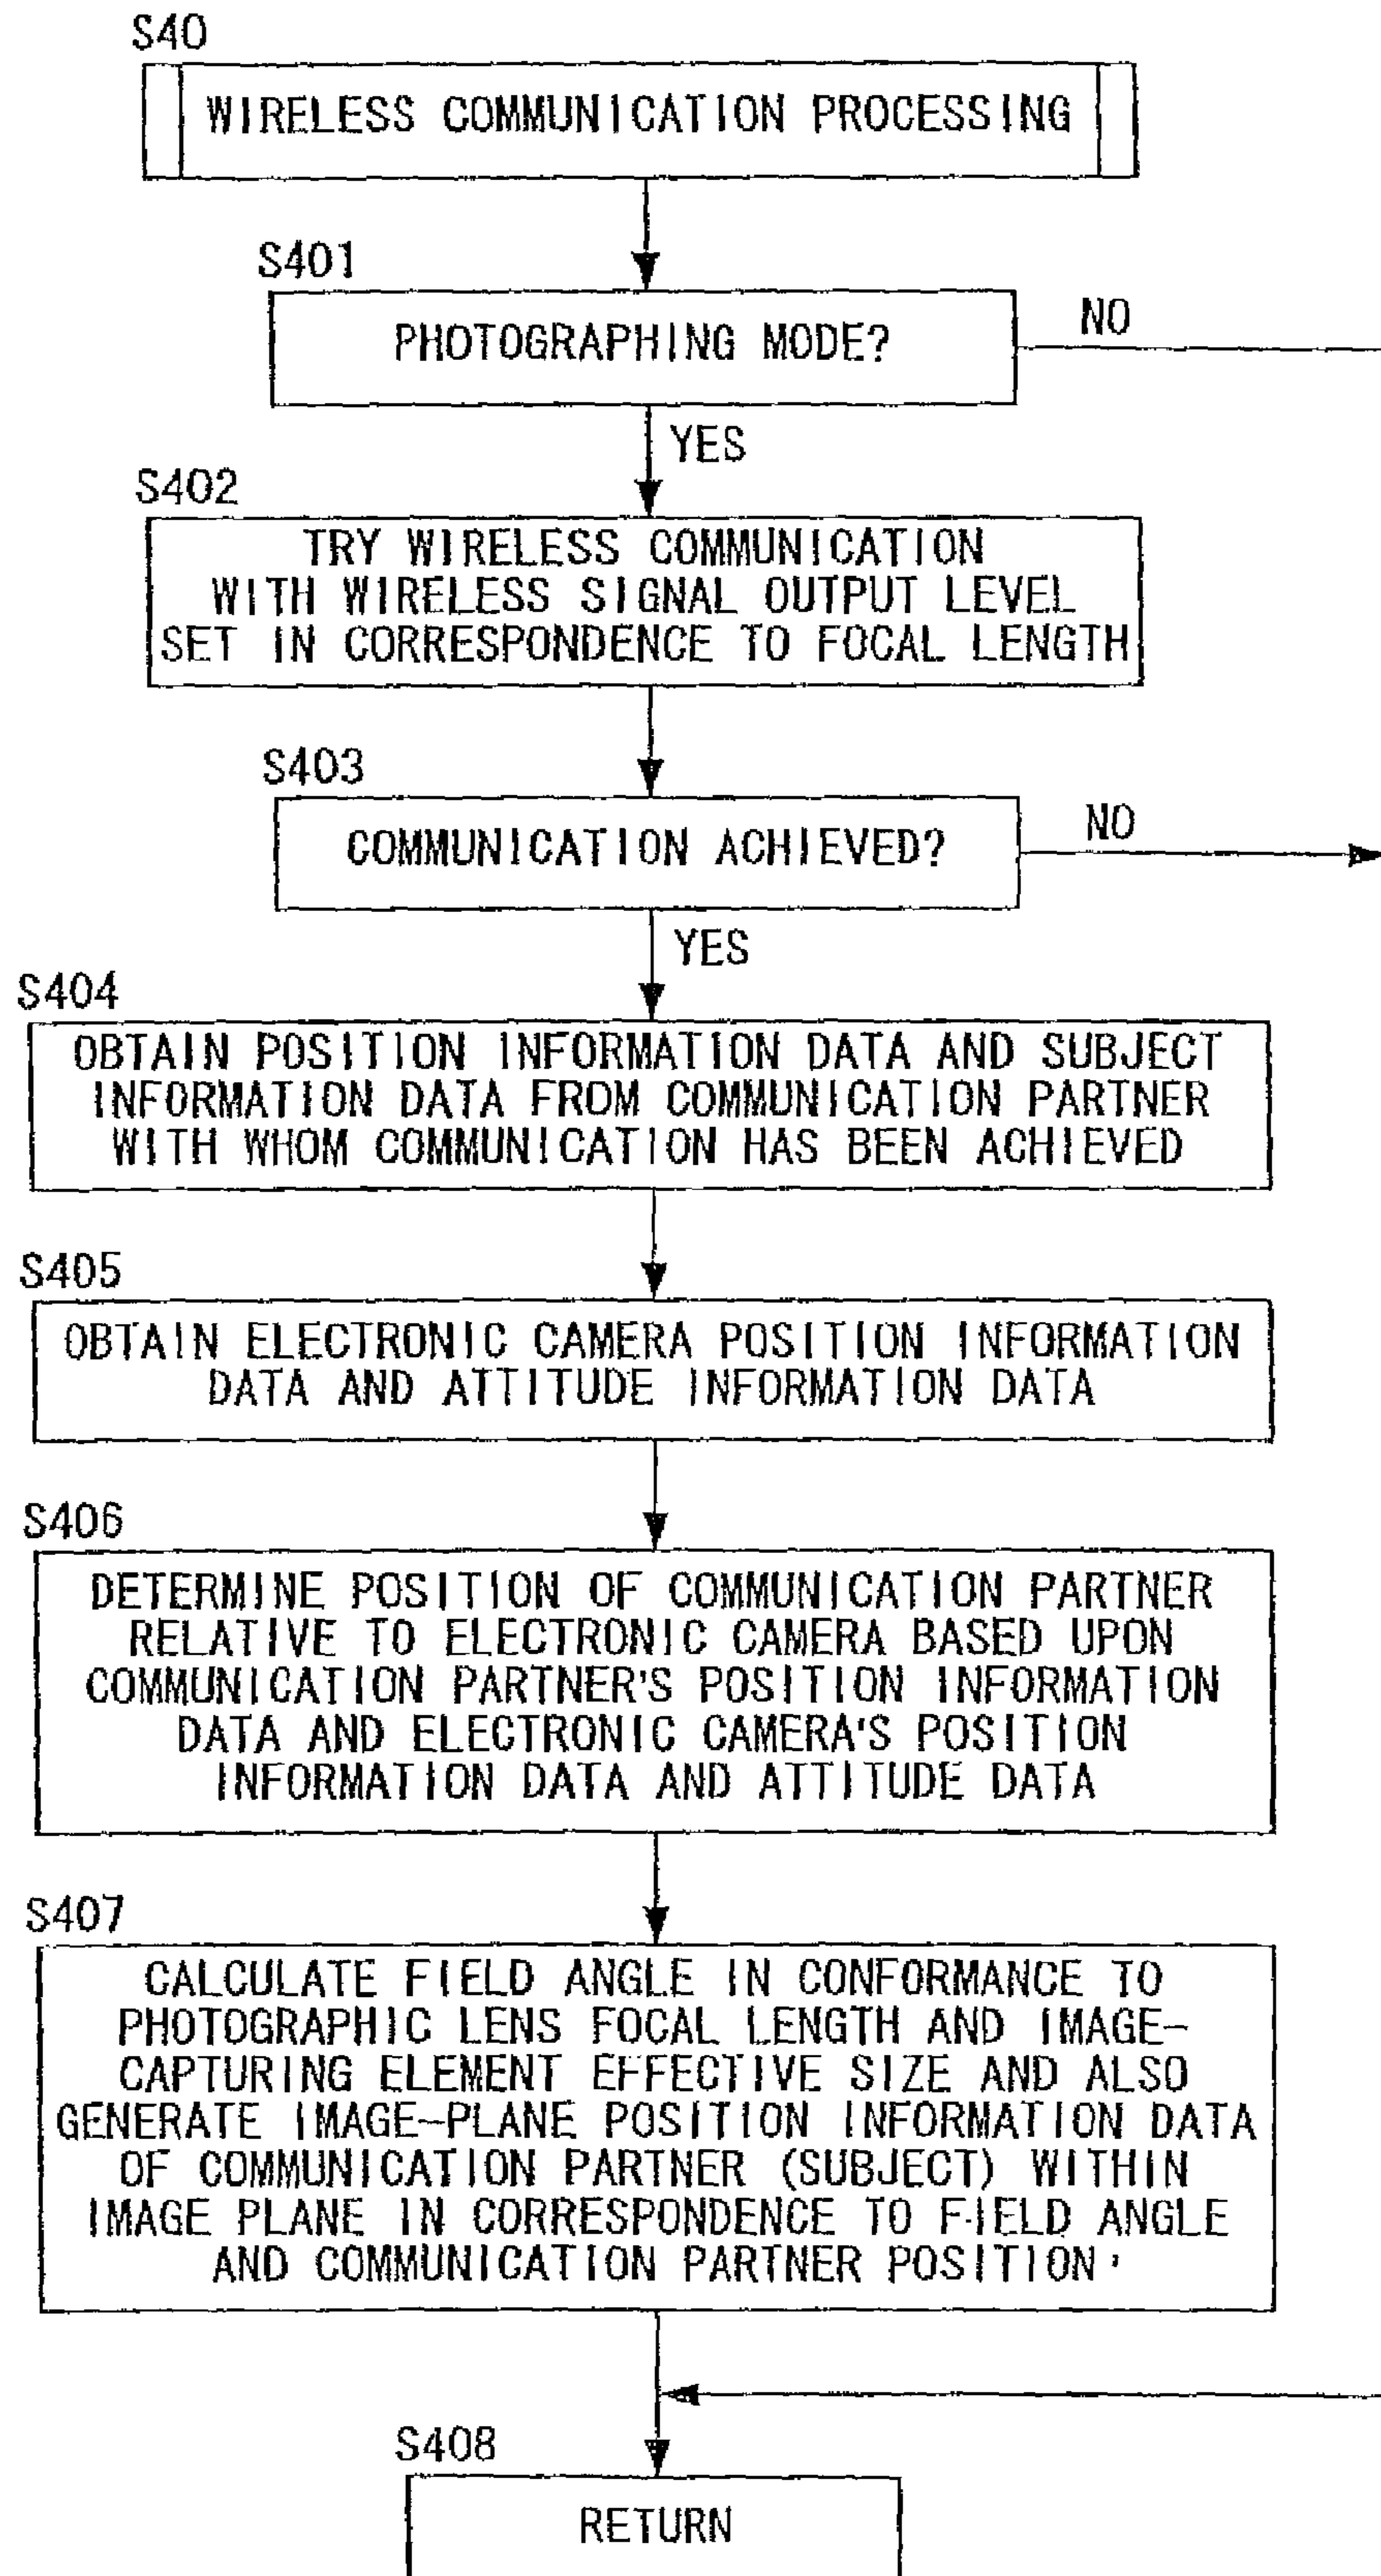 S40
WIRELESS COMMUNICATION PROCESSING
S401
PHOTOGRAPHING MODE?
NO
YES
S402
TRY WIRELESS COMMUNICATION
WITH WIRELESS SIGNAL OUTPUT LEVEL
SET IN CORRESPONDENCE TO FOCAL LENGTH
S403
COMMUNICATION ACHIEVED?
NO
YES
S404
OBTAIN POSITION INFORMATION DATA AND SUBJECT
INFORMATION DATA FROM COMMUNICATION PARTNER
WITH WHOM COMMUNICATION HAS BEEN ACHIEVED
S405
OBTAIN ELECTRONIC CAMERA POSITION INFORMATION
DATA AND ATTITUDE INFORMATION DATA
S406
DETERMINE POSITION OF COMMUNICATION PARTNER
RELATIVE TO ELECTRONIC CAMERA BASED UPON
COMMUNICATION PARTNER'S POSITION INFORMATION
DATA AND ELECTRONIC CAMERA'S POSITION
INFORMATION DATA AND ATTITUDE DATA
S407
CALCULATE FIELD ANGLE IN CONFORMANCE TO
PHOTOGRAPHIC LENS FOCAL LENGTH AND IMAGE-
CAPTURING ELEMENT EFFECTIVE SIZE AND ALSO
GENERATE IMAGE-PLANE POSITION INFORMATION DATA
OF COMMUNICATION PARTNER (SUBJECT) WITHIN
IMAGE PLANE IN CORRESPONDENCE TO FIELD ANGLE
AND COMMUNICATION PARTNER POSITION
S408
RETURN